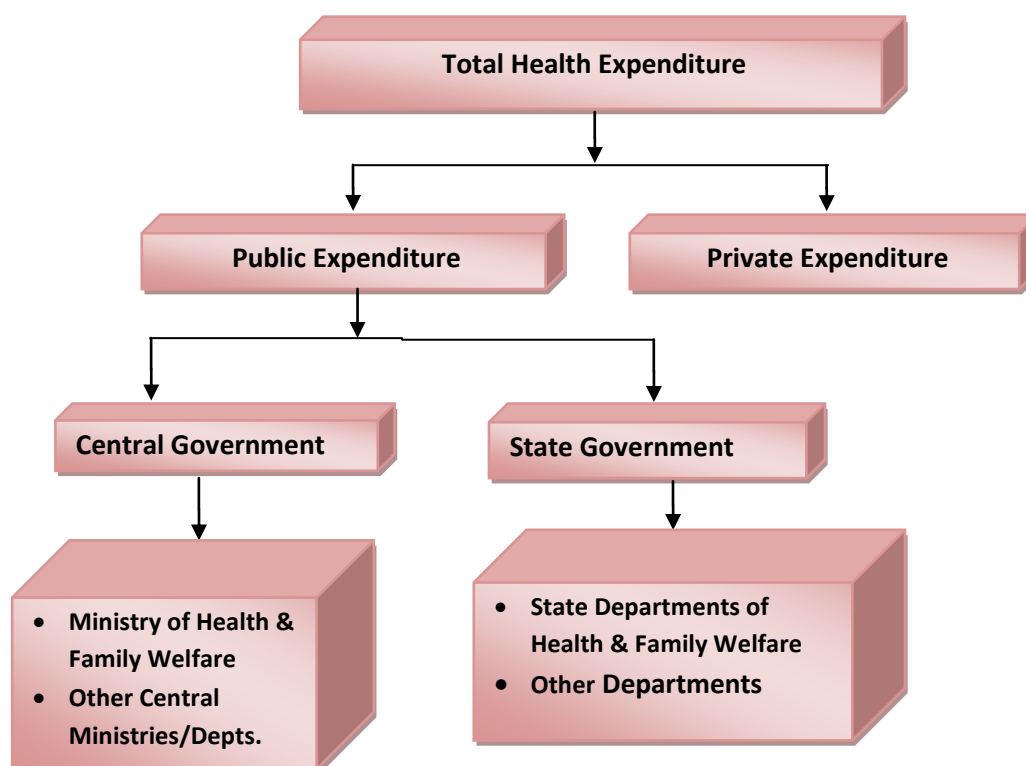 Total Health Expenditure
Public Expenditure
Private Expenditure
Central Government
State Government
• Ministry of Health &
Family Welfare
• Other Central
Ministries/Depts.
• State Departments of
Health & Family Welfare
• Other Departments